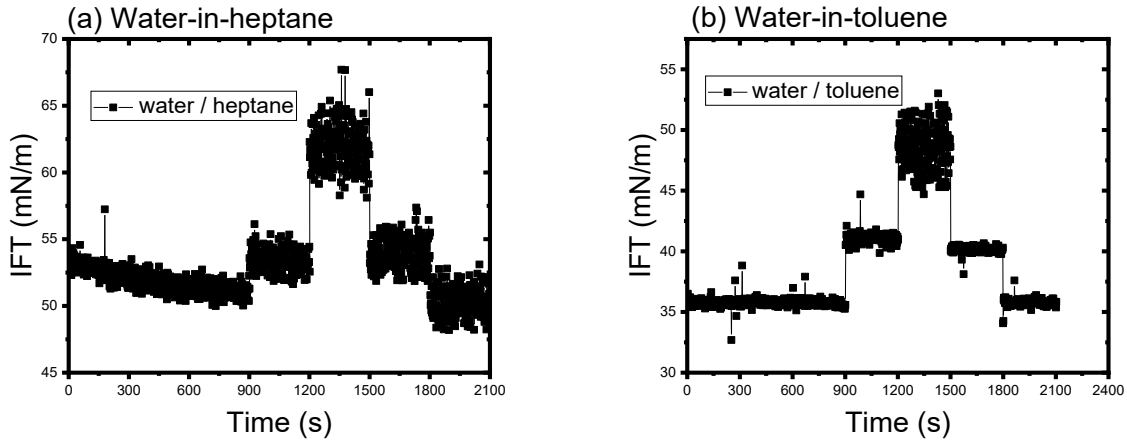 (a) Water-in-heptane
70
65
60
55
50
45
IFT (mN/m)
water / heptane
0 300 600 900 1200 1500 1800 2100
Time (s)
(b) Water-in-toluene
55
50
45
40
35
30
IFT (mN/m)
water / toluene
0 300 600 900 1200 1500 1800 2100 2400
Time (s)